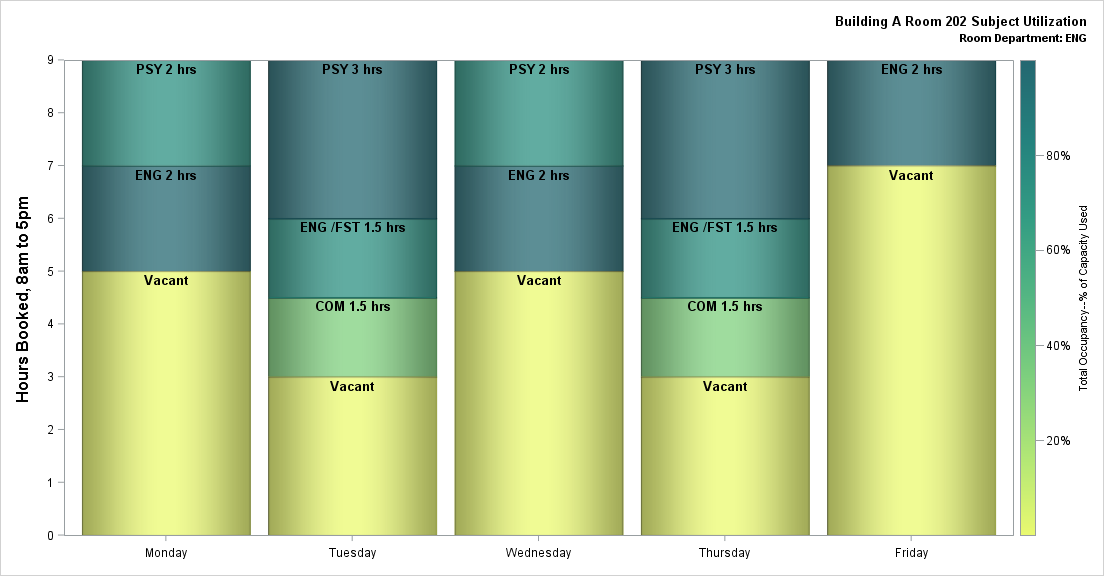 Building A Room 202 Subject Utilization
Room Department: ENG
Hours Booked, 8am to 5pm
9
8
7
6
5
4
3
2
1
0
PSY 2 hrs
ENG 2 hrs
Vacant
PSY 3 hrs
ENG /FST 1.5 hrs
COM 1.5 hrs
Vacant
PSY 2 hrs
ENG 2 hrs
Vacant
PSY 3 hrs
ENG /FST 1.5 hrs
COM 1.5 hrs
Vacant
ENG 2 hrs
Vacant
Monday
Tuesday
Wednesday
Thursday
Friday
80%
60%
40%
20%
Total Occupancy--% of Capacity Used